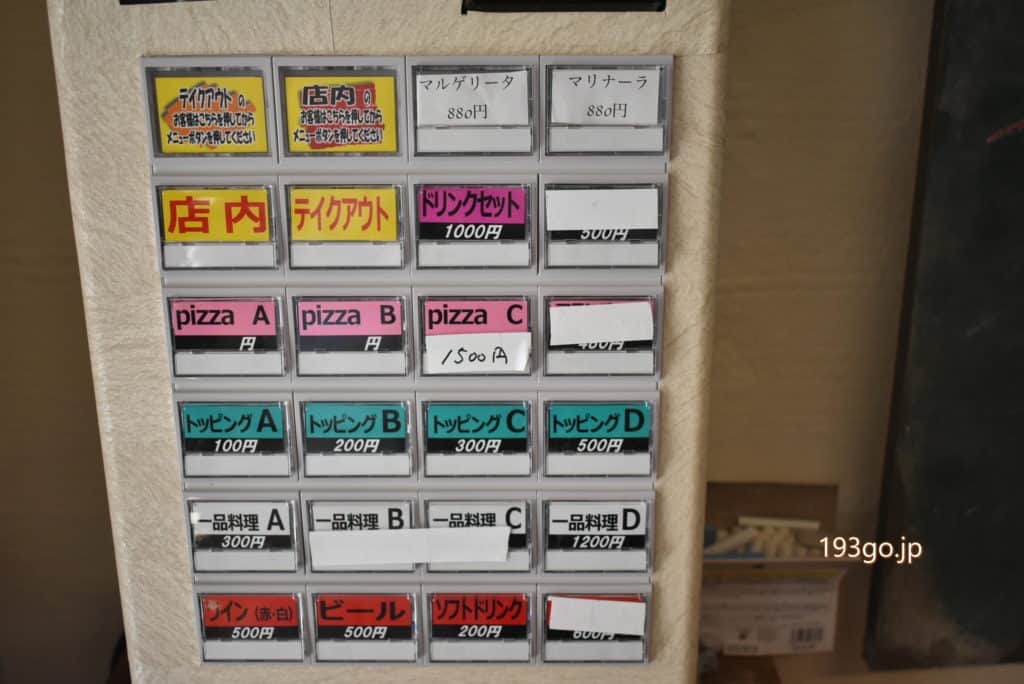 テイクアウトの
お客様はこちらを押してから
メニューボタンを押してください
店内の
お客様はこちらを押してから
メニューボタンを押してください
マルゲリータ
880円
マリナーラ
880円
店内
テイクアウト
ドリンクセット
1000円
500円
pizza A
円
pizza B
円
pizza C
1500円
トッピングA
100円
トッピングB
200円
トッピングC
300円
トッピングD
500円
一品料理 A
300円
一品料理 B
一品料理 C
一品料理 D
1200円
ワイン(赤・白)
500円
ビール
500円
ソフトドリンク
200円
193go.jp